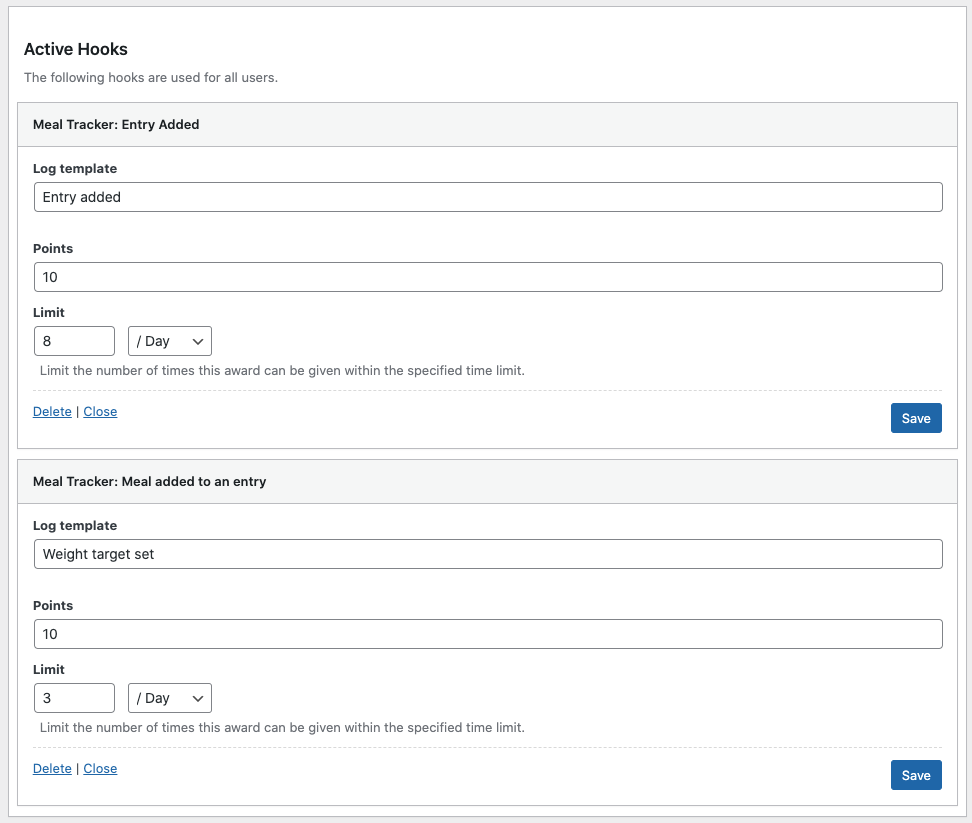 Active Hooks
The following hooks are used for all users.
Meal Tracker: Entry Added
Log template
Entry added
Points
10
Limit
8 / Day
Limit the number of times this award can be given within the specified time limit.
Delete | Close
Save
Meal Tracker: Meal added to an entry
Log template
Weight target set
Points
10
Limit
3 / Day
Limit the number of times this award can be given within the specified time limit.
Delete | Close
Save